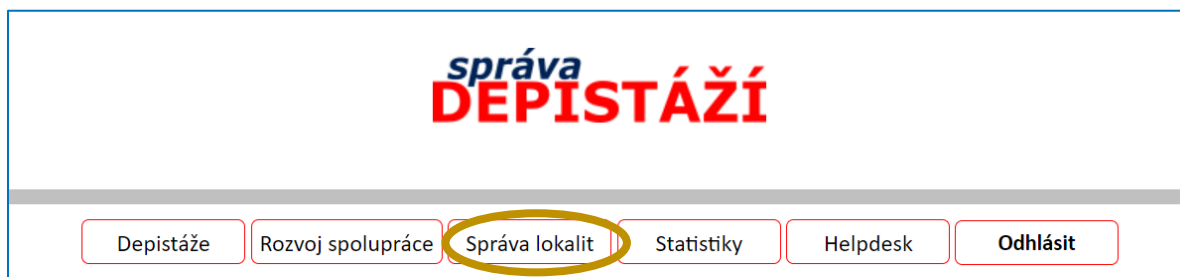 správa
DEPISTÁŽÍ
Depistáže Rozvoj spolupráce Správa lokalit Statistiky Helpdesk Odhlásit